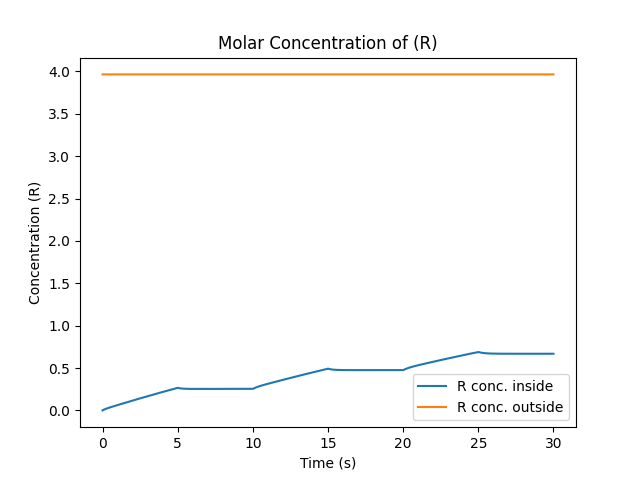 Molar Concentration of (R)
Concentration (R)
4.0
3.5
3.0
2.5
2.0
1.5
1.0
0.5
0.0
R conc. inside
R conc. outside
0 5 10 15 20 25 30
Time (s)